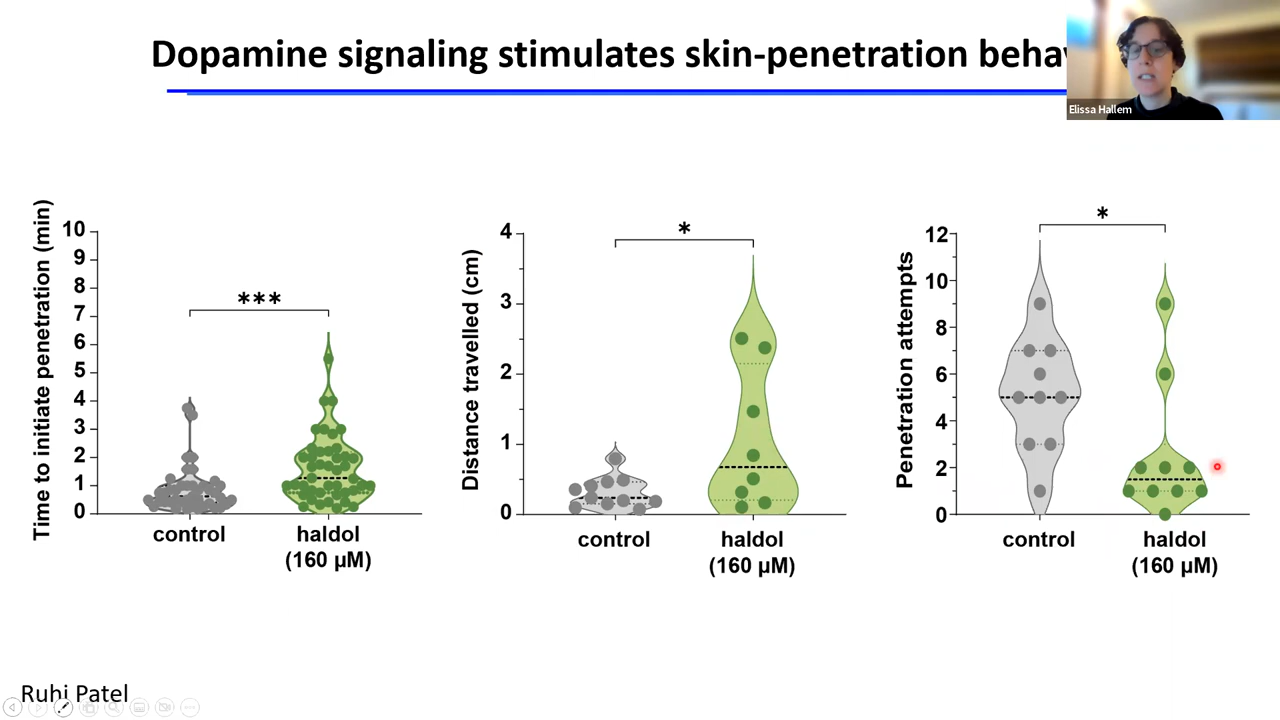 Dopamine signaling stimulates skin-penetration behav
Elissa Hallem
Time to initiate penetration (min)
10
9
8
7
6
5
4
3
2
1
0
***
control
haldol
(160 µM)
Distance travelled (cm)
4
3
2
1
0
*
control
haldol
(160 µM)
Penetration attempts
12
10
8
6
4
2
0
*
control
haldol
(160 µM)
Ruhi Patel